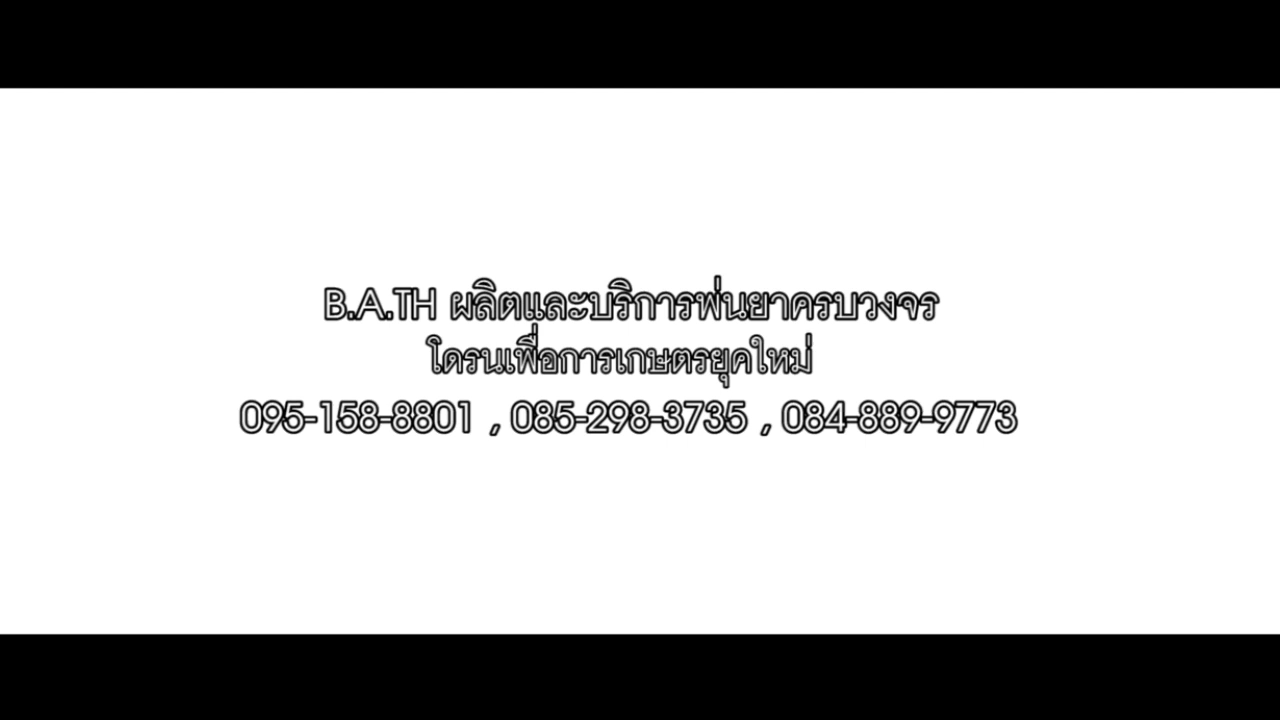 B.A.TH ผลิตและบริการพ่นยาครบวงจร
โดรนเพื่อการเกษตรยุคใหม่
095-158-8801 , 085-298-3735 , 084-889-9773